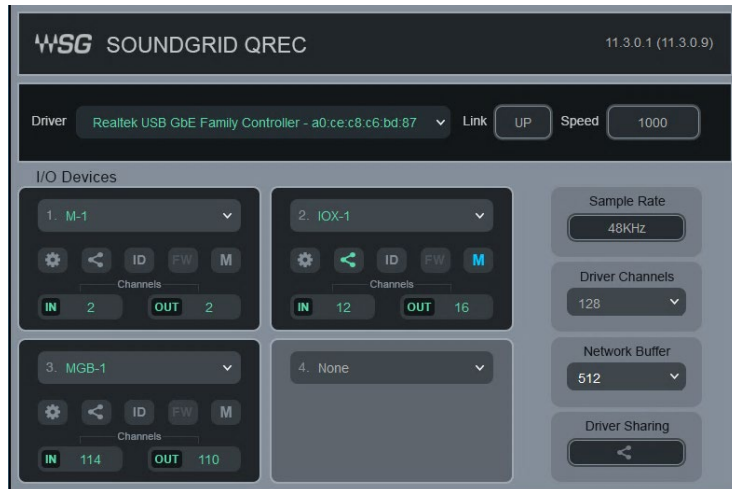 WSG SOUNDGRID QREC
11.3.0.1 (11.3.0.9)
Driver Realtek USB GbE Family Controller - a0:ce:c8:c6:bd:87 Link UP Speed 1000
I/O Devices
1. M-1
ID FW M
Channels
IN 2 OUT 2
2. IOX-1
ID FW M
Channels
IN 12 OUT 16
3. MGB-1
ID FW M
Channels
IN 114 OUT 110
4. None
Sample Rate
48KHz
Driver Channels
128
Network Buffer
512
Driver Sharing